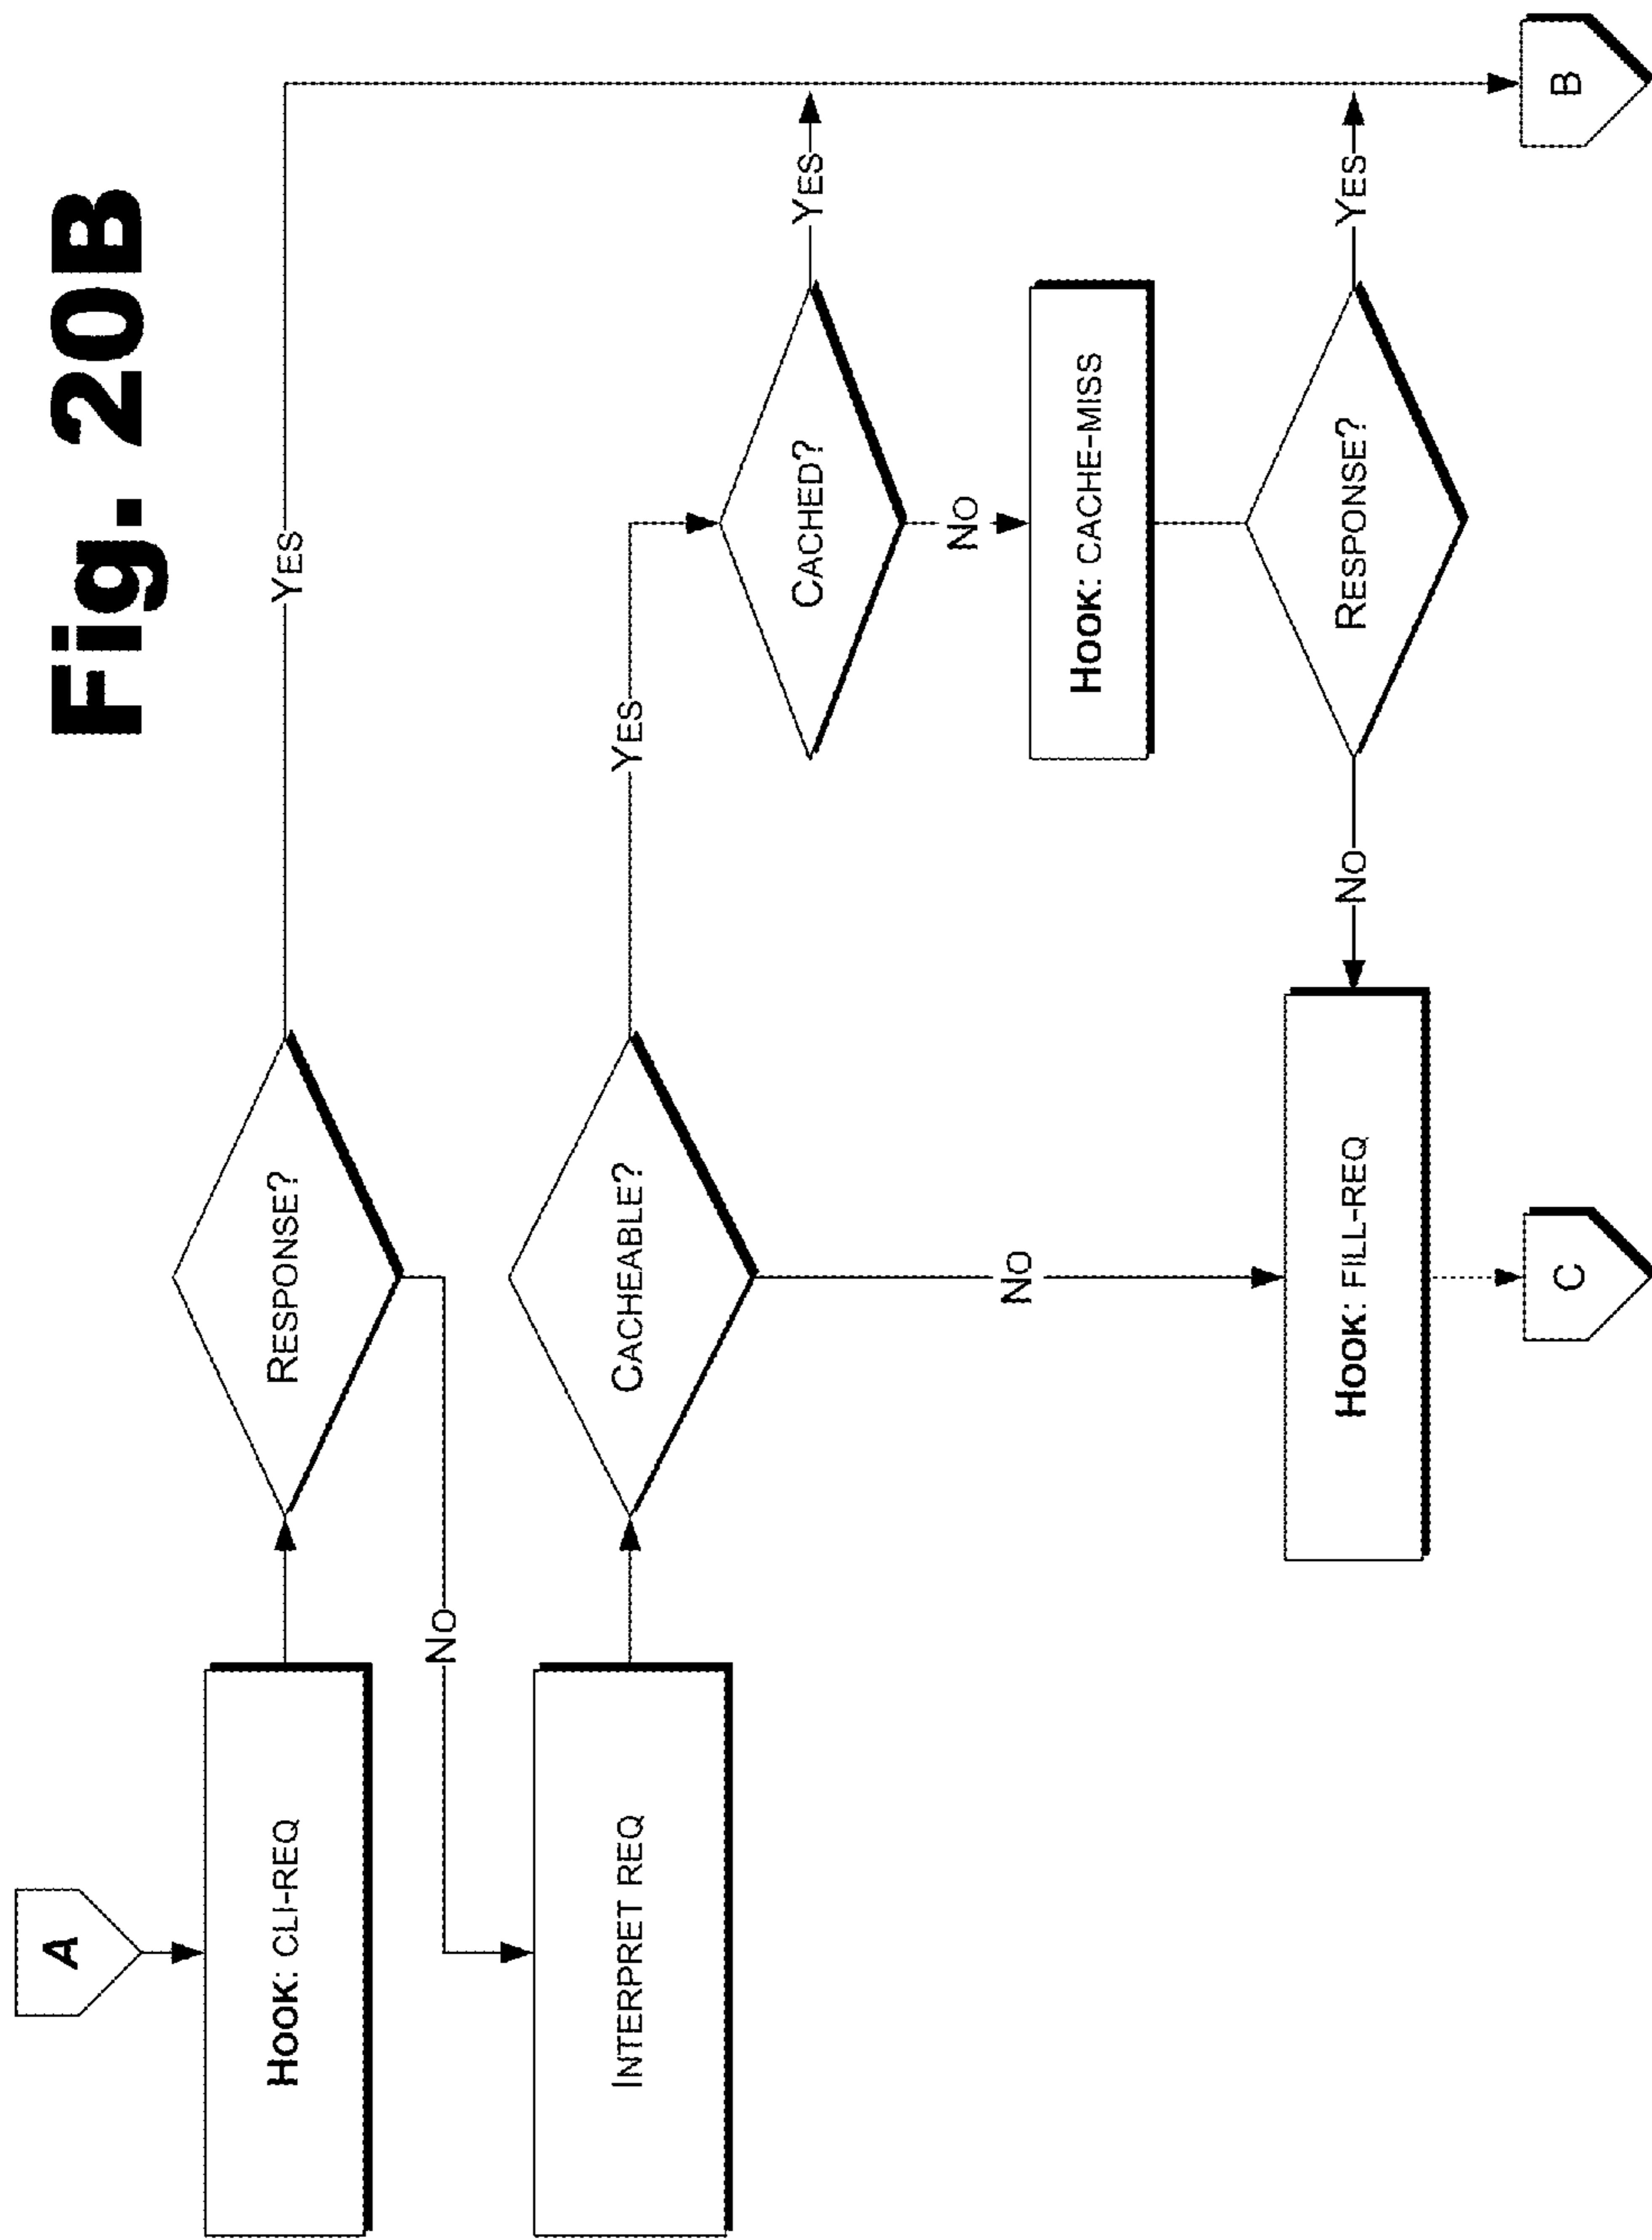 Fig. 20B
A
HOOK: CLI-REQ
RESPONSE?
YES
NO
INTERPRET REQ
CACHEABLE?
YES
CACHED?
YES
NO
HOOK: CACHE-MISS
NO
RESPONSE?
YES
NO
HOOK: FILL-REQ
C
B